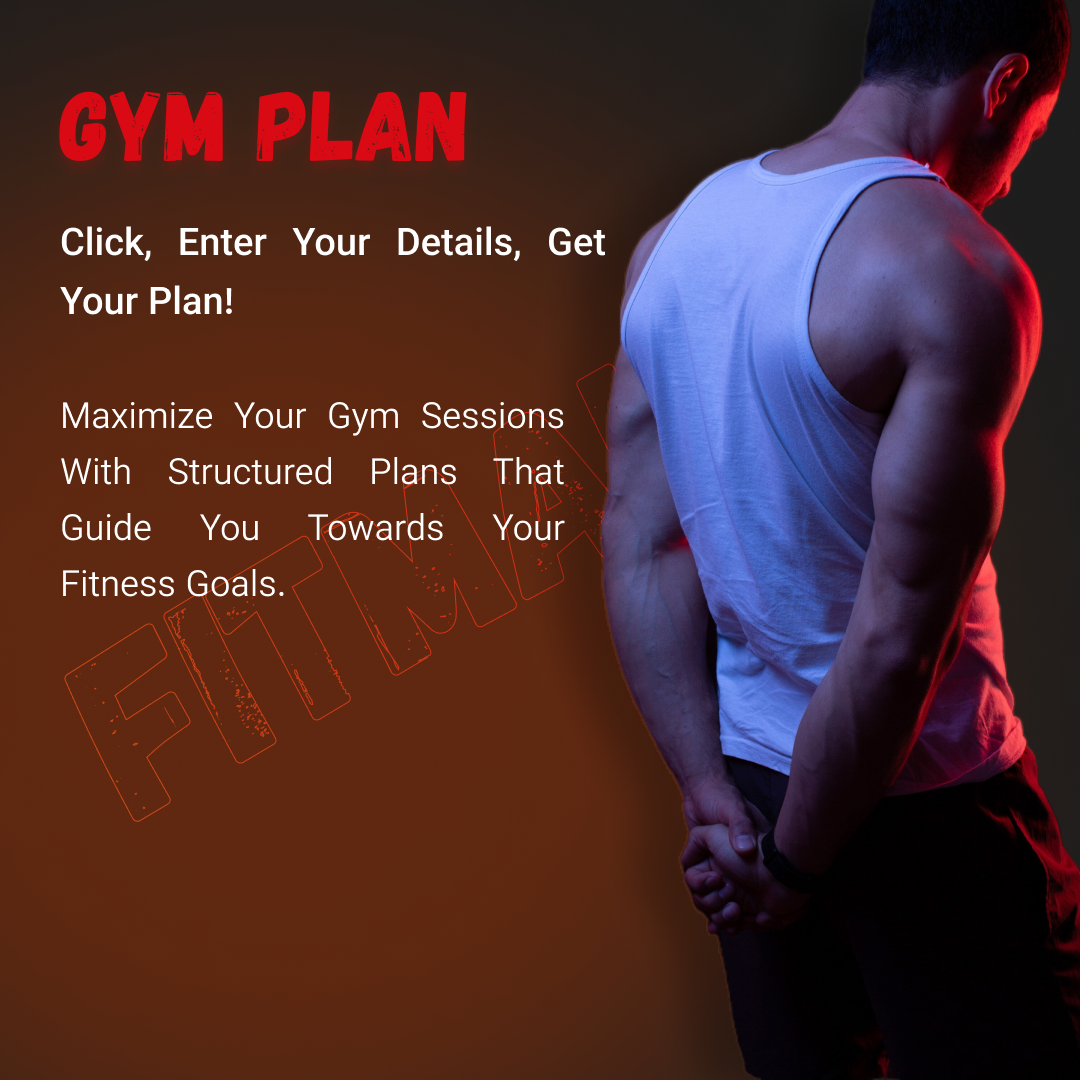 GYM PLAN
Click, Enter Your Details, Get
Your Plan!
Maximize Your Gym Sessions
With Structured Plans That
Guide You Towards Your
Fitness Goals.
FITMA